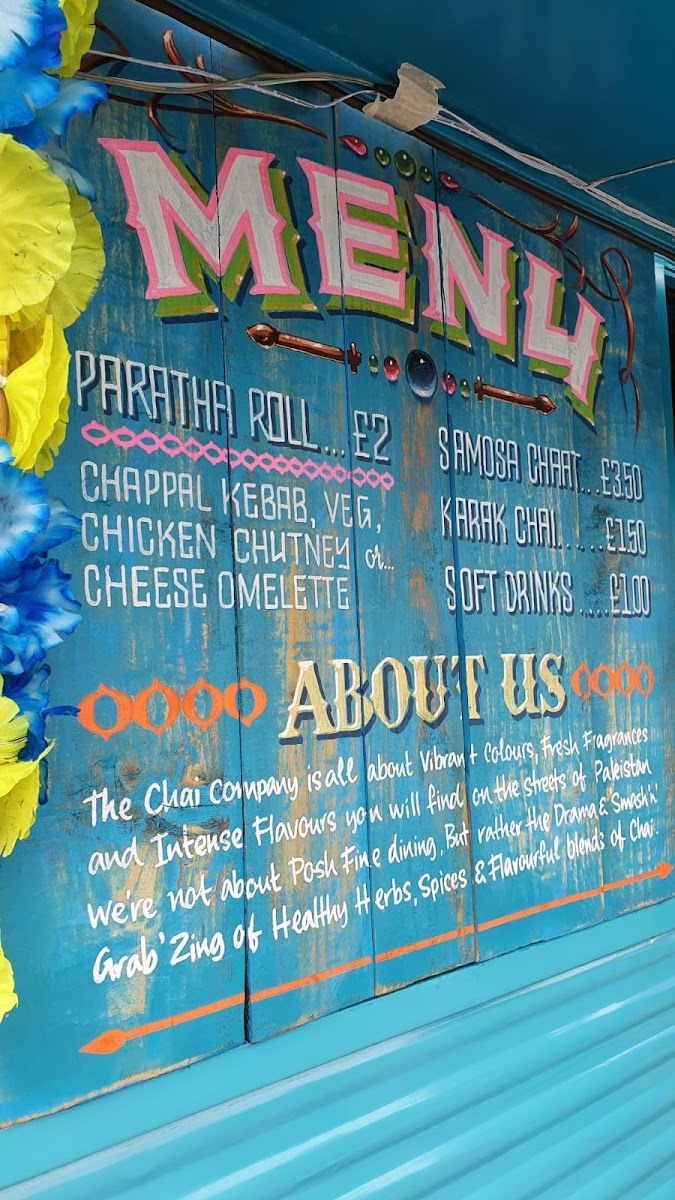 MENU
PARATHA ROLL... £2
CHAPPAL KEBAB, VEG,
CHICKEN CHUTNEY or...
CHEESE OMELETTE
SAMOSA CHAAT...£3.50
KARAK CHAI......£1.50
SOFT DRINKS.....£1.00
ABOUT US
The Chai Company is all about Vibrant Colours, Fresh Fragrances
and Intense Flavours you will find on the streets of Pakistan
We're not about Posh Fine dining, But rather the Drama & 'Smash'n'
Grab' Zing of Healthy Herbs, Spices & Flavourful blends of Chai.